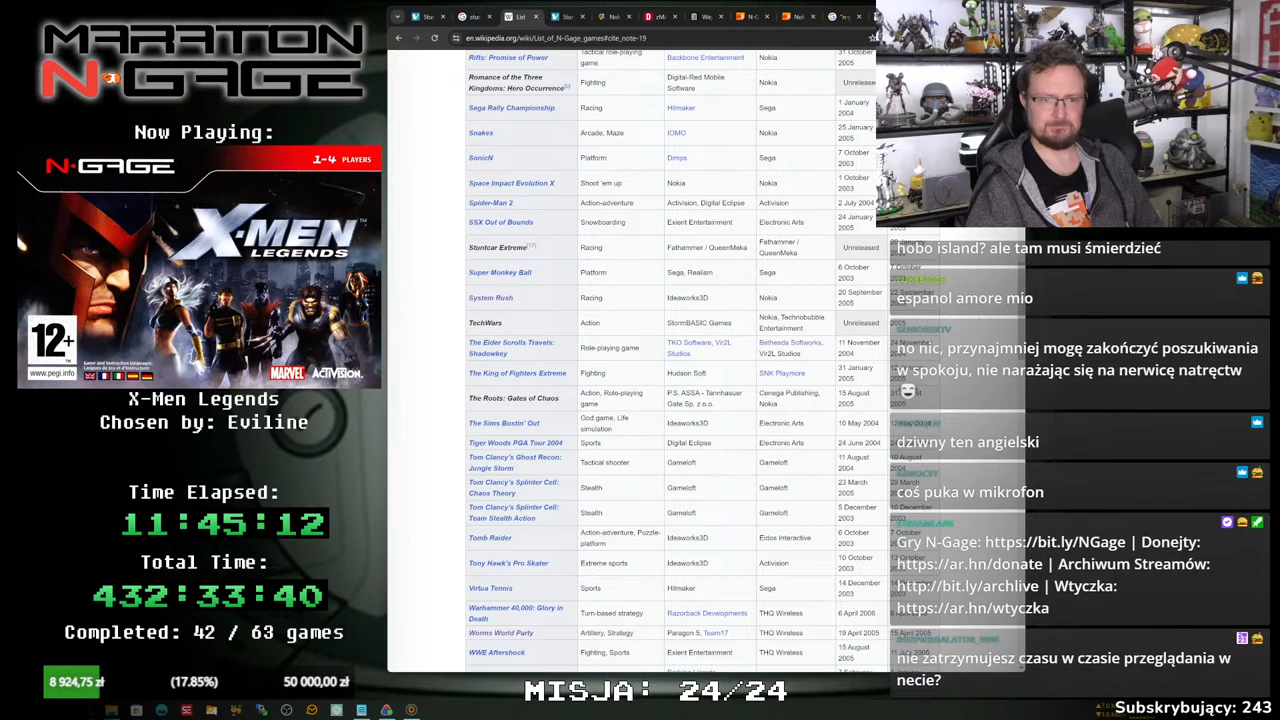 MARATON
N-GAGE
Now Playing:
N-GAGE
1-4 PLAYERS
X-MEN
LEGENDS
12+
www.pegi.info
Game and Instruction languages:
MARVEL
ACTIVISION.
X-Men Legends
Chosen by: Eviline
Time Elapsed:
11:45:12
Total Time:
432:33:40
Completed: 42 / 63 games
8 924,75 zł (17.85%) 50 000,00 zł
en.wikipedia.org/wiki/List_of_N-Gage_games#cite_note-19
Rifts: Promise of Power Tactical role-playing game Backbone Entertainment Nokia 31 October 2005
Romance of the Three Kingdoms: Hero Occurrence Fighting Digital-Red Mobile Software Nokia Unreleased
Sega Rally Championship Racing Hitmaker Sega 1 January 2004
Snakes Arcade, Maze IOMO Nokia 25 January 2005
SonicN Platform Dimps Sega 7 October 2003
Space Impact Evolution X Shoot 'em up Nokia Nokia 1 October 2003
Spider-Man 2 Action-adventure Activision, Digital Eclipse Activision 2 July 2004
SSX Out of Bounds Snowboarding Exient Entertainment Electronic Arts 24 January 2005
Stuntcar Extreme[17] Racing Fathammer / QueenMeka Fathammer / QueenMeka Unreleased
Super Monkey Ball Platform Sega, Realism Sega 6 October 2003
System Rush Racing Ideaworks3D Nokia 20 September 2005
TechWars Action StormBASIC Games Nokia, Technobubble Entertainment Unreleased
The Elder Scrolls Travels: Shadowkey Role-playing game TKO Software, Vir2L Studios Bethesda Softworks, Vir2L Studios 11 November 2004
The King of Fighters Extreme Fighting Hudson Soft SNK Playmore 31 January 2005
The Roots: Gates of Chaos Action, Role-playing game P.S. ASSA - Tannhasuer Gate Sp. z o.o. Cenega Publishing, Nokia 15 August 2005
The Sims Bustin' Out God game, Life simulation Ideaworks3D Electronic Arts 10 May 2004
Tiger Woods PGA Tour 2004 Sports Digital Eclipse Electronic Arts 24 June 2004
Tom Clancy's Ghost Recon: Jungle Storm Tactical shooter Gameloft Gameloft 11 August 2004
Tom Clancy's Splinter Cell: Chaos Theory Stealth Gameloft Gameloft 23 March 2005
Tom Clancy's Splinter Cell: Team Stealth Action Stealth Gameloft Gameloft 5 December 2003
Tomb Raider Action-adventure, Puzzle-platform Ideaworks3D Eidos Interactive 6 October 2003
Tony Hawk's Pro Skater Extreme sports Ideaworks3D Activision 10 October 2003
Virtua Tennis Sports Hitmaker Sega 14 December 2003
Warhammer 40,000: Glory in Death Turn-based strategy Razorback Developments THQ Wireless 6 April 2006
Worms World Party Artillery, Strategy Paragon 5, Team17 THQ Wireless 19 April 2005
WWE Aftershock Fighting, Sports Exient Entertainment THQ Wireless 15 August 2005
MISJA: 24/24
hobo island? ale tam musi śmierdzieć
espanol amore mio
SENIOREKTV
no nic, przynajmniej mogę zakończyć poszukiwania
w spokoju, nie narażając się na nerwicę natręctw
dziwny ten angielski
coś puka w mikrofon
Gry N-Gage: https://bit.ly/NGage | Donejty:
https://ar.hn/donate | Archiwum Streamów:
http://bit.ly/archlive | Wtyczka:
https://ar.hn/wtyczka
nie zatrzymujesz czasu w czasie przeglądania w
necie?
Subskrybujący: 243